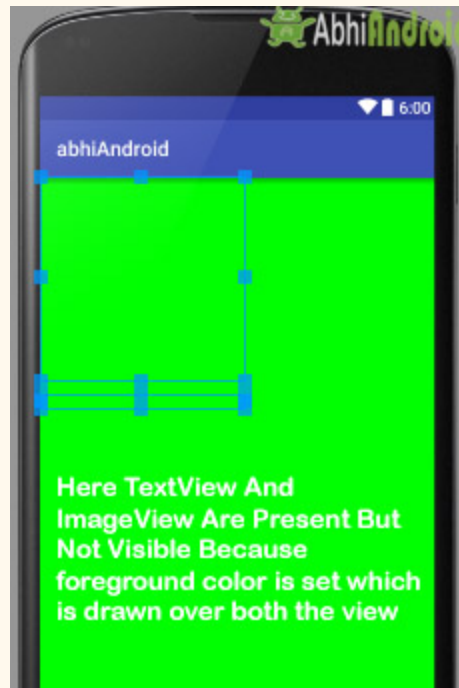 AbhiAndroid
6:00
abhiAndroid
Here TextView And
ImageView Are Present But
Not Visible Because
foreground color is set which
is drawn over both the view